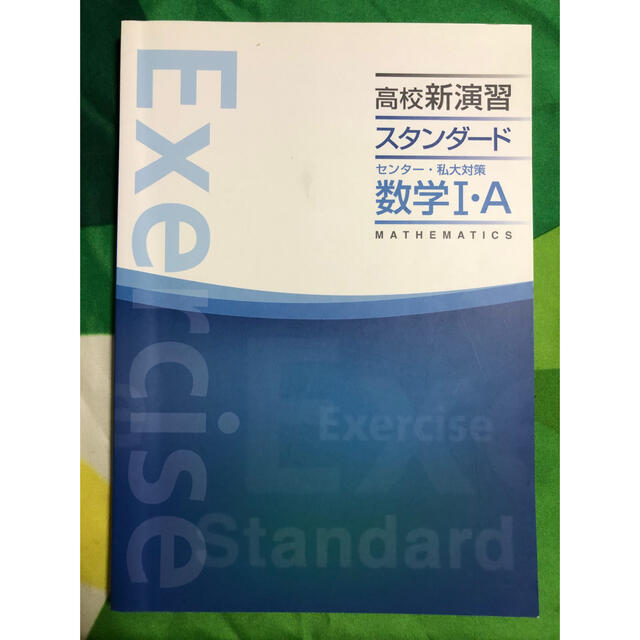 Exercise
高校新演習
スタンダード
センター・私大対策
数学I・A
MATHEMATICS
Exercise
Standard